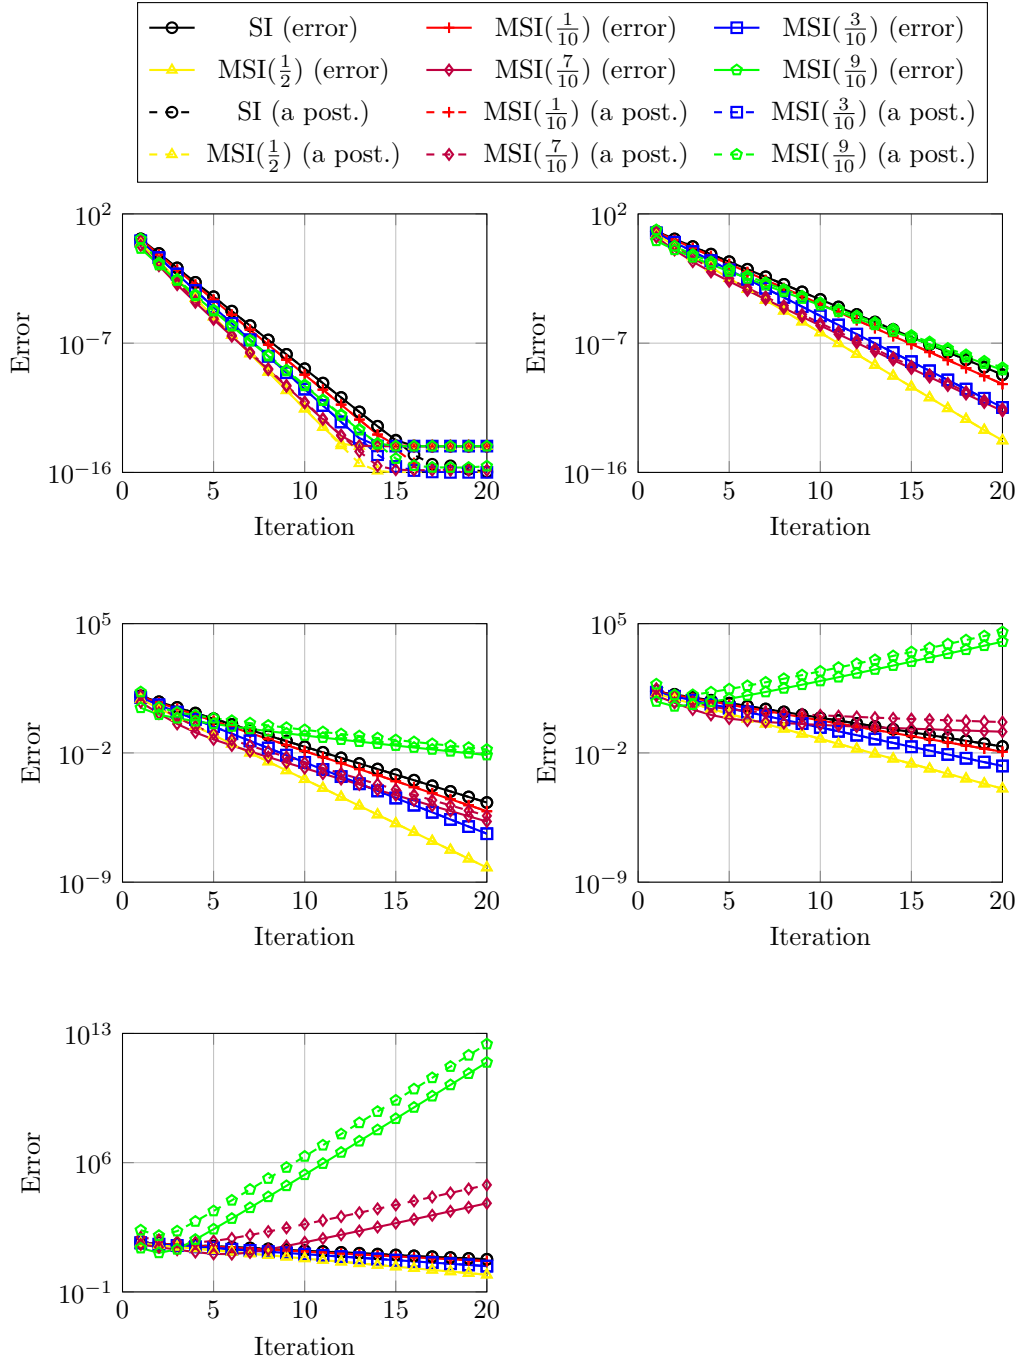 SI (error) MSI(1/10) (error) MSI(3/10) (error)
MSI(1/2) (error) MSI(7/10) (error) MSI(9/10) (error)
SI (a post.) MSI(1/10) (a post.) MSI(3/10) (a post.)
MSI(1/2) (a post.) MSI(7/10) (a post.) MSI(9/10) (a post.)
10^2
10^−7
10^−16
0 5 10 15 20
Iteration
Error
10^2
10^−7
10^−16
0 5 10 15 20
Iteration
Error
10^5
10^−2
10^−9
0 5 10 15 20
Iteration
Error
10^5
10^−2
10^−9
0 5 10 15 20
Iteration
Error
10^13
10^6
10^−1
0 5 10 15 20
Iteration
Error